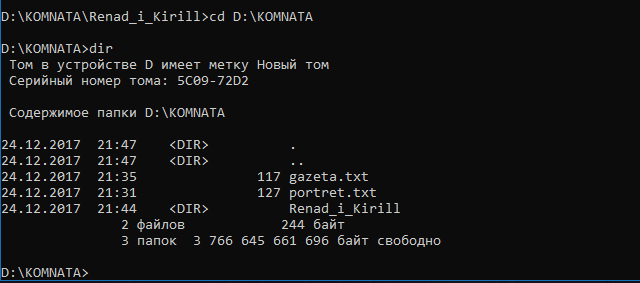 D:\KOMNATA\Renad_i_Kirill>cd D:\KOMNATA
D:\KOMNATA>dir
Том в устройстве D имеет метку Новый том
Серийный номер тома: 5C09-72D2
Содержимое папки D:\KOMNATA
24.12.2017  21:47    <DIR>          .
24.12.2017  21:47    <DIR>          ..
24.12.2017  21:35               117 gazeta.txt
24.12.2017  21:31               127 portret.txt
24.12.2017  21:44    <DIR>          Renad_i_Kirill
2 файлов            244 байт
3 папок  3 766 645 661 696 байт свободно
D:\KOMNATA>